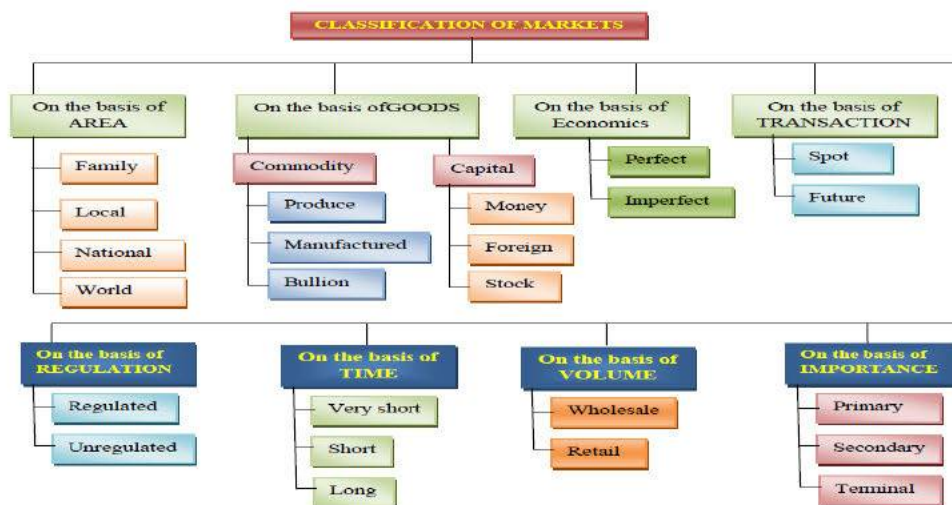 CLASSIFICATION OF MARKETS
On the basis of
AREA
Family
Local
National
World
On the basis ofGOODS
Commodity
Produce
Manufactured
Bullion
Capital
Money
Foreign
Stock
On the basis of
Economics
Perfect
Imperfect
On the basis of
TRANSACTION
Spot
Future
On the basis of
REGULATION
Regulated
Unregulated
On the basis of
TIME
Very short
Short
Long
On the basis of
VOLUME
Wholesale
Retail
On the basis of
IMPORTANCE
Primary
Secondary
Terminal